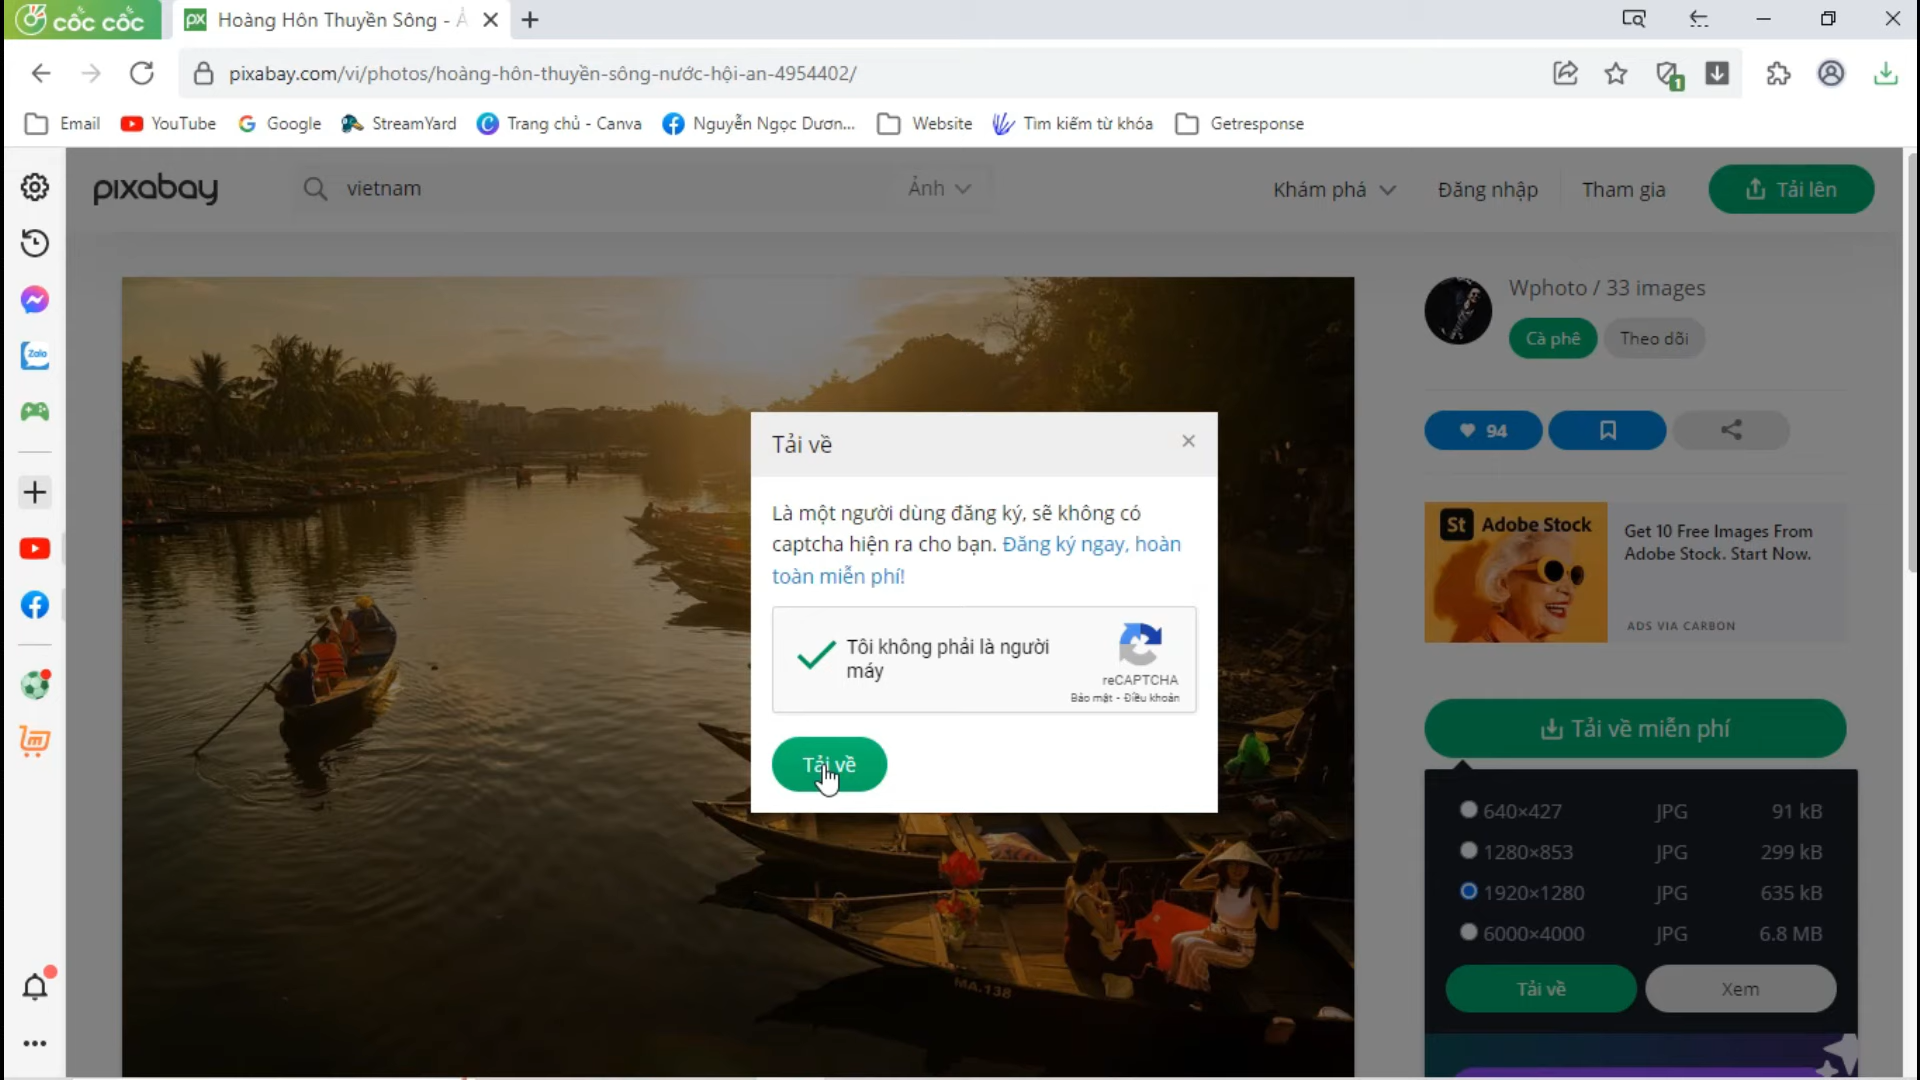 cốc cốc
px Hoàng Hôn Thuyền Sông - Ả
pixabay.com/vi/photos/hoàng-hôn-thuyền-sông-nước-hội-an-4954402/
1
Email YouTube Google StreamYard Trang chủ - Canva Nguyễn Ngọc Dươn... Website Tìm kiếm từ khóa Getresponse
pixabay vietnam Ảnh Khám phá Đăng nhập Tham gia Tải lên
Zalo
Wphoto / 33 images
Cà phê Theo dõi
94
Tải về
Là một người dùng đăng ký, sẽ không có
captcha hiện ra cho bạn. Đăng ký ngay, hoàn
toàn miễn phí!
Tôi không phải là người
máy
reCAPTCHA
Bảo mật - Điều khoản
Tải về
St Adobe Stock
Get 10 Free Images From
Adobe Stock. Start Now.
ADS VIA CARBON
Tải về miễn phí
640×427 JPG 91 kB
1280×853 JPG 299 kB
1920×1280 JPG 635 kB
6000×4000 JPG 6.8 MB
Tải về Xem
MA.138